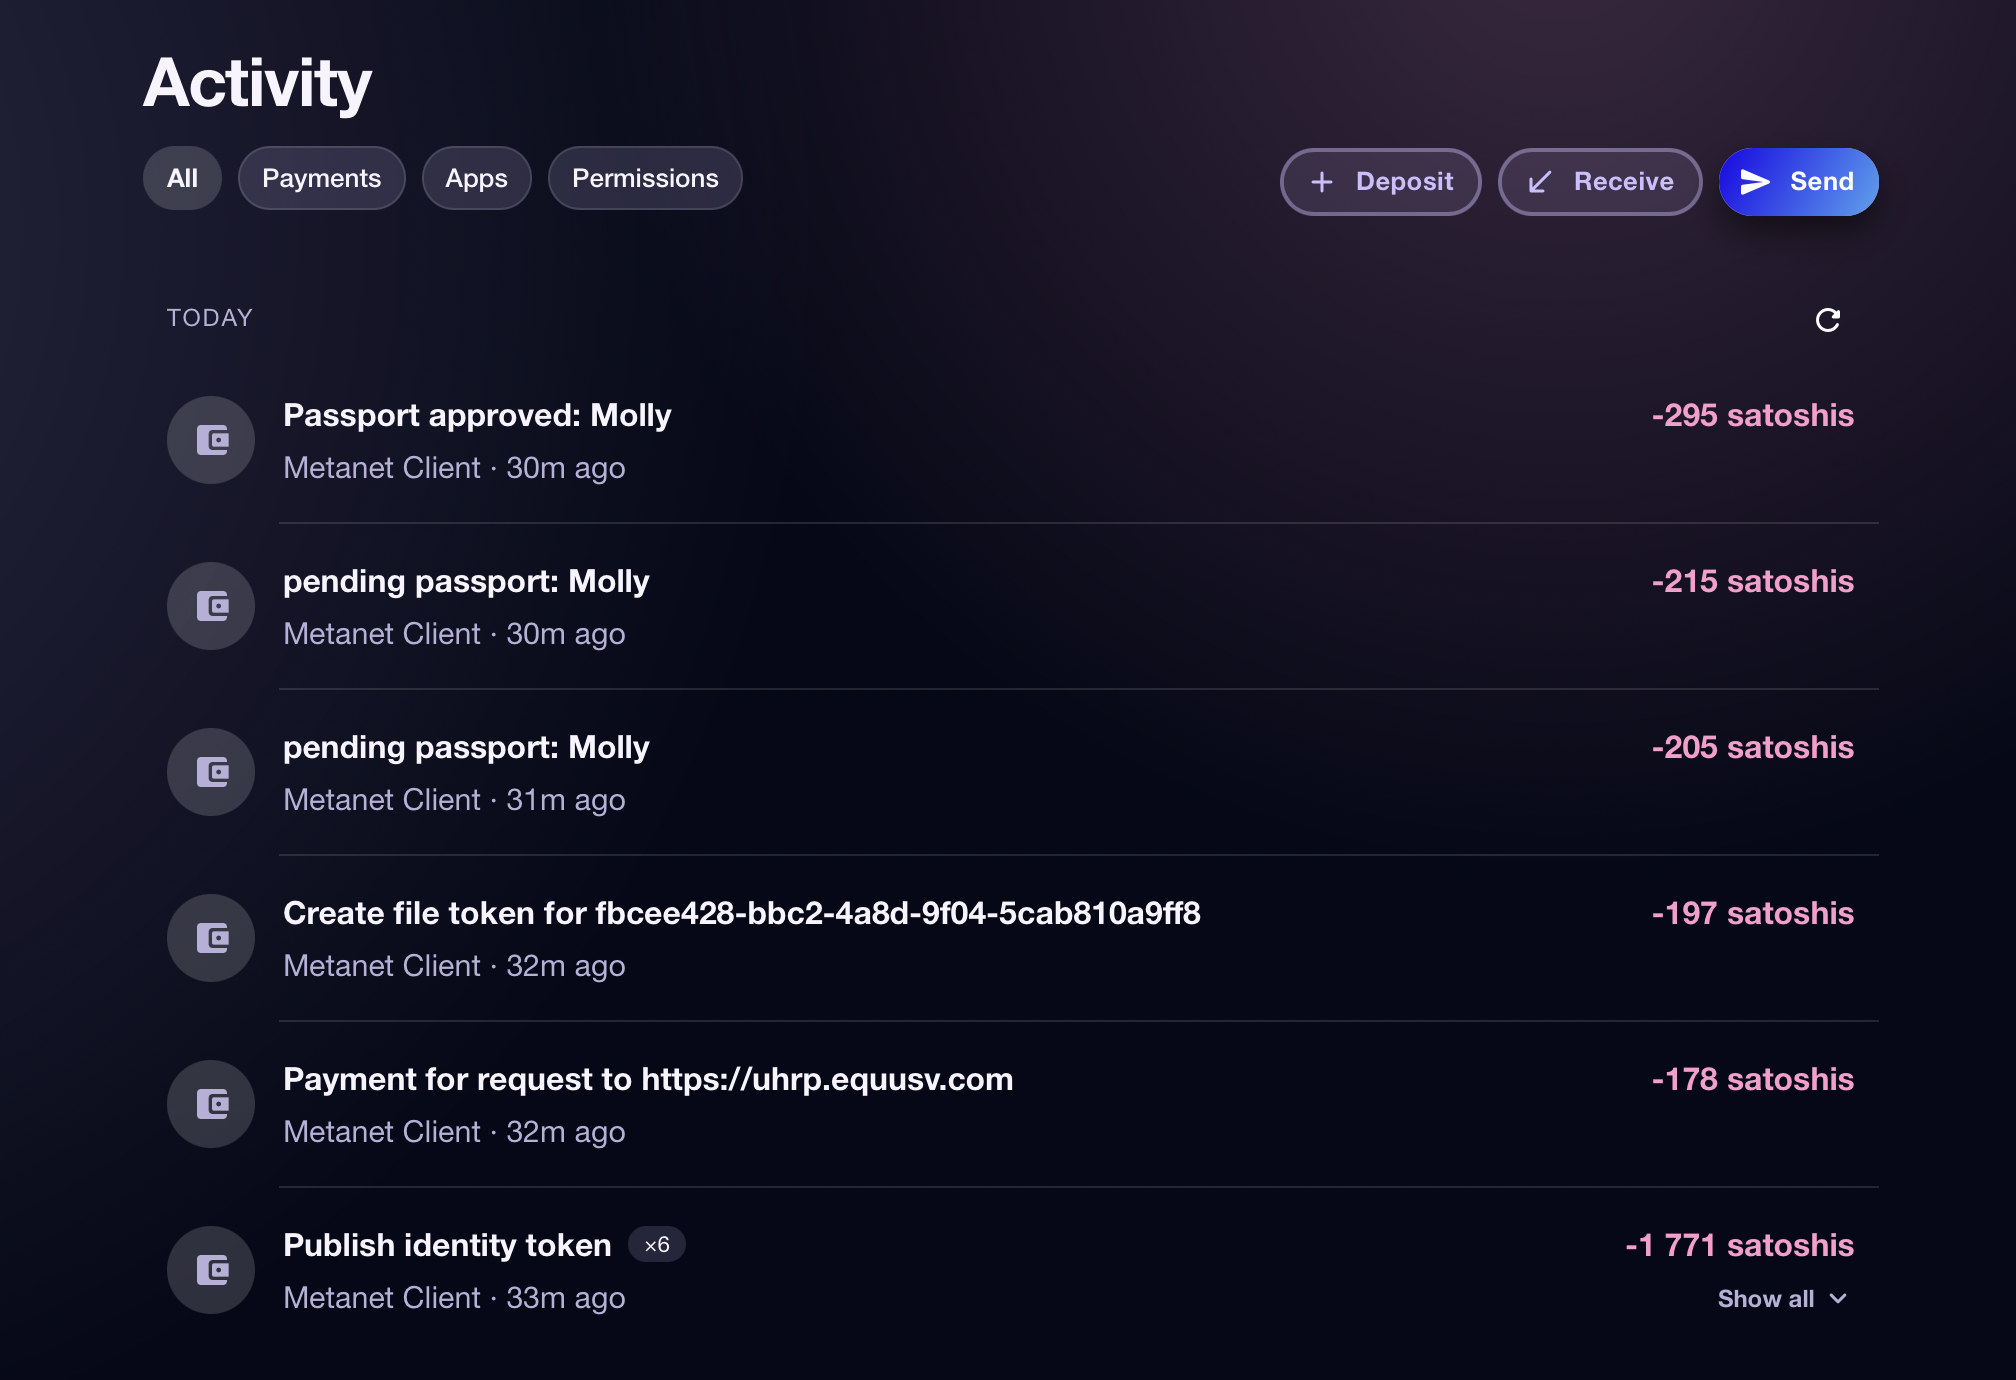 Activity
All
Payments
Apps
Permissions
Deposit
Receive
Send
TODAY
Passport approved: Molly
-295 satoshis
Metanet Client · 30m ago
pending passport: Molly
-215 satoshis
Metanet Client · 30m ago
pending passport: Molly
-205 satoshis
Metanet Client · 31m ago
Create file token for fbcee428-bbc2-4a8d-9f04-5cab810a9ff8
-197 satoshis
Metanet Client · 32m ago
Payment for request to https://uhrp.equusv.com
-178 satoshis
Metanet Client · 32m ago
Publish identity token ×6
-1 771 satoshis
Metanet Client · 33m ago
Show all